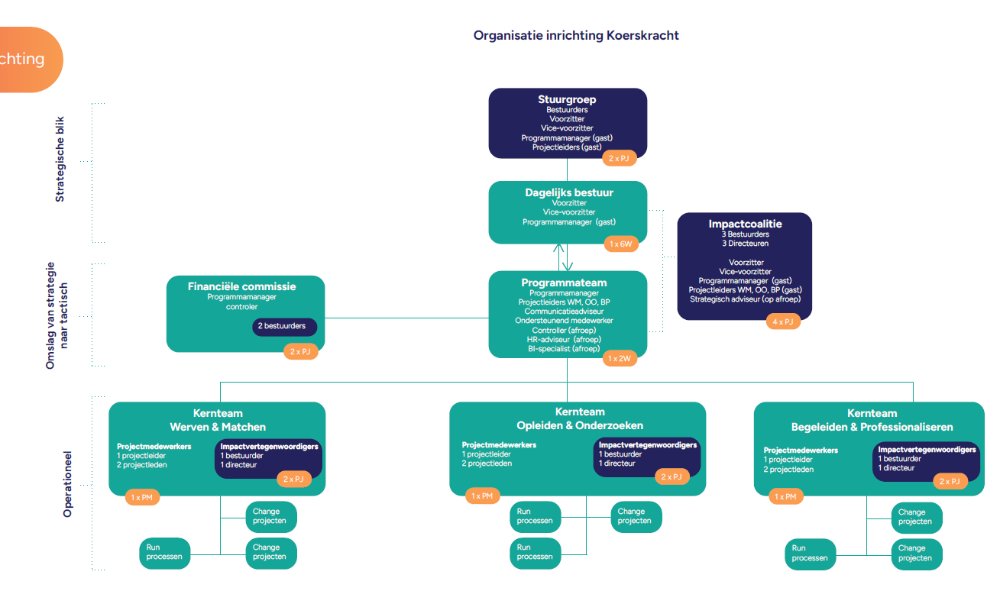 Organisatie inrichting Koerskracht
chting
Strategische blik
Stuurgroep
Bestuurders
Voorzitter
Vice-voorzitter
Programmamanager (gast)
Projectleiders (gast)
2 x PJ
Dagelijks bestuur
Voorzitter
Vice-voorzitter
Programmamanager (gast)
1 x 6W
Impactcoalitie
3 Bestuurders
3 Directeuren
Voorzitter
Vice-voorzitter
Programmamanager (gast)
Projectleiders WM, OO, BP (gast)
Strategisch adviseur (op afroep)
4 x PJ
Omslag van strategie
naar tactisch
Financiële commissie
Programmamanager
controler
2 bestuurders
2 x PJ
Programmateam
Programmamanager
Projectleiders WM, OO, BP
Communicatieadviseur
Ondersteunend medewerker
Controller (afroep)
HR-adviseur (afroep)
BI-specialist (afroep)
1 x 2W
Operationeel
Kernteam
Werven & Matchen
Projectmedewerkers
1 projectleider
2 projectleden
Impactvertegenwoordigers
1 bestuurder
1 directeur
2 x PJ
1 x PM
Change
projecten
Run
processen
Change
projecten
Kernteam
Opleiden & Onderzoeken
Projectmedewerkers
1 projectleider
2 projectleden
Impactvertegenwoordigers
1 bestuurder
1 directeur
2 x PJ
1 x PM
Run
processen
Change
projecten
Run
processen
Kernteam
Begeleiden & Professionaliseren
Projectmedewerkers
1 projectleider
2 projectleden
Impactvertegenwoordigers
1 bestuurder
1 directeur
2 x PJ
1 x PM
Change
projecten
Run
processen
Change
projecten